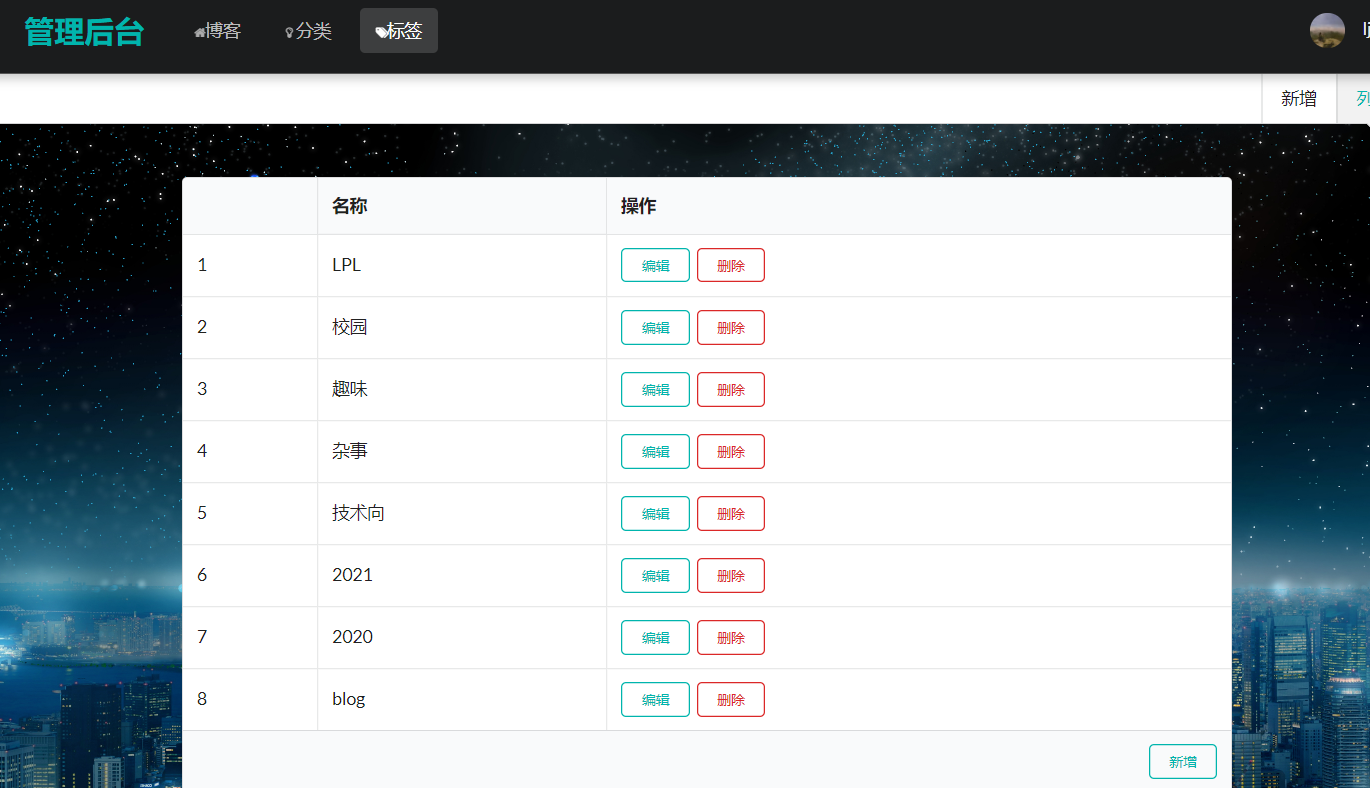 管理后台 博客 分类 标签 lj
新增 列
名称 操作
1 LPL 编辑 删除
2 校园 编辑 删除
3 趣味 编辑 删除
4 杂事 编辑 删除
5 技术向 编辑 删除
6 2021 编辑 删除
7 2020 编辑 删除
8 blog 编辑 删除
新增